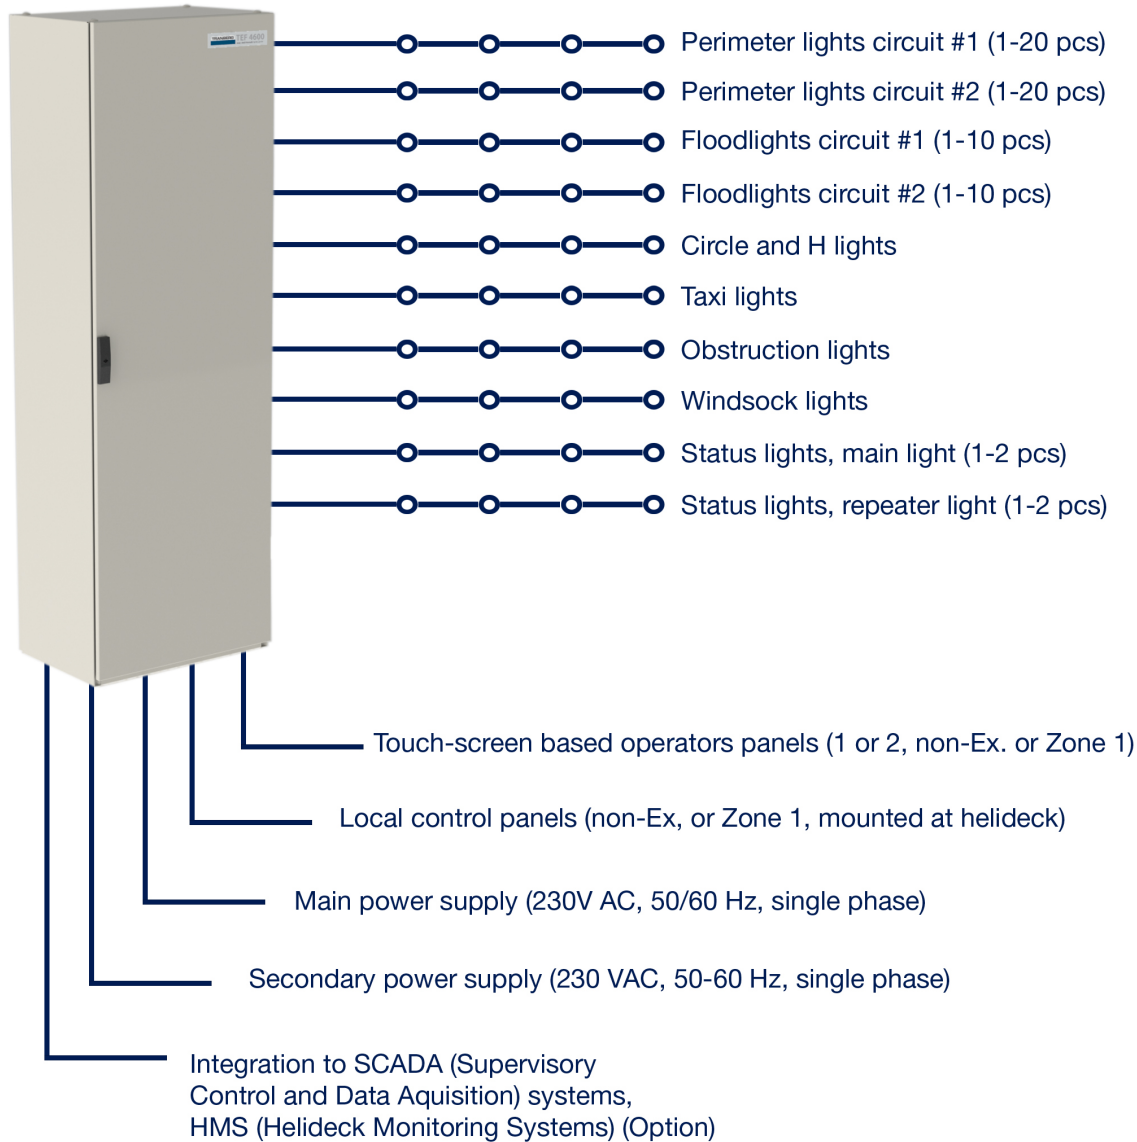 TRANBERG TEF 4600
Perimeter lights circuit #1 (1-20 pcs)
Perimeter lights circuit #2 (1-20 pcs)
Floodlights circuit #1 (1-10 pcs)
Floodlights circuit #2 (1-10 pcs)
Circle and H lights
Taxi lights
Obstruction lights
Windsock lights
Status lights, main light (1-2 pcs)
Status lights, repeater light (1-2 pcs)
Touch-screen based operators panels (1 or 2, non-Ex. or Zone 1)
Local control panels (non-Ex, or Zone 1, mounted at helideck)
Main power supply (230V AC, 50/60 Hz, single phase)
Secondary power supply (230 VAC, 50-60 Hz, single phase)
Integration to SCADA (Supervisory
Control and Data Aquisition) systems,
HMS (Helideck Monitoring Systems) (Option)